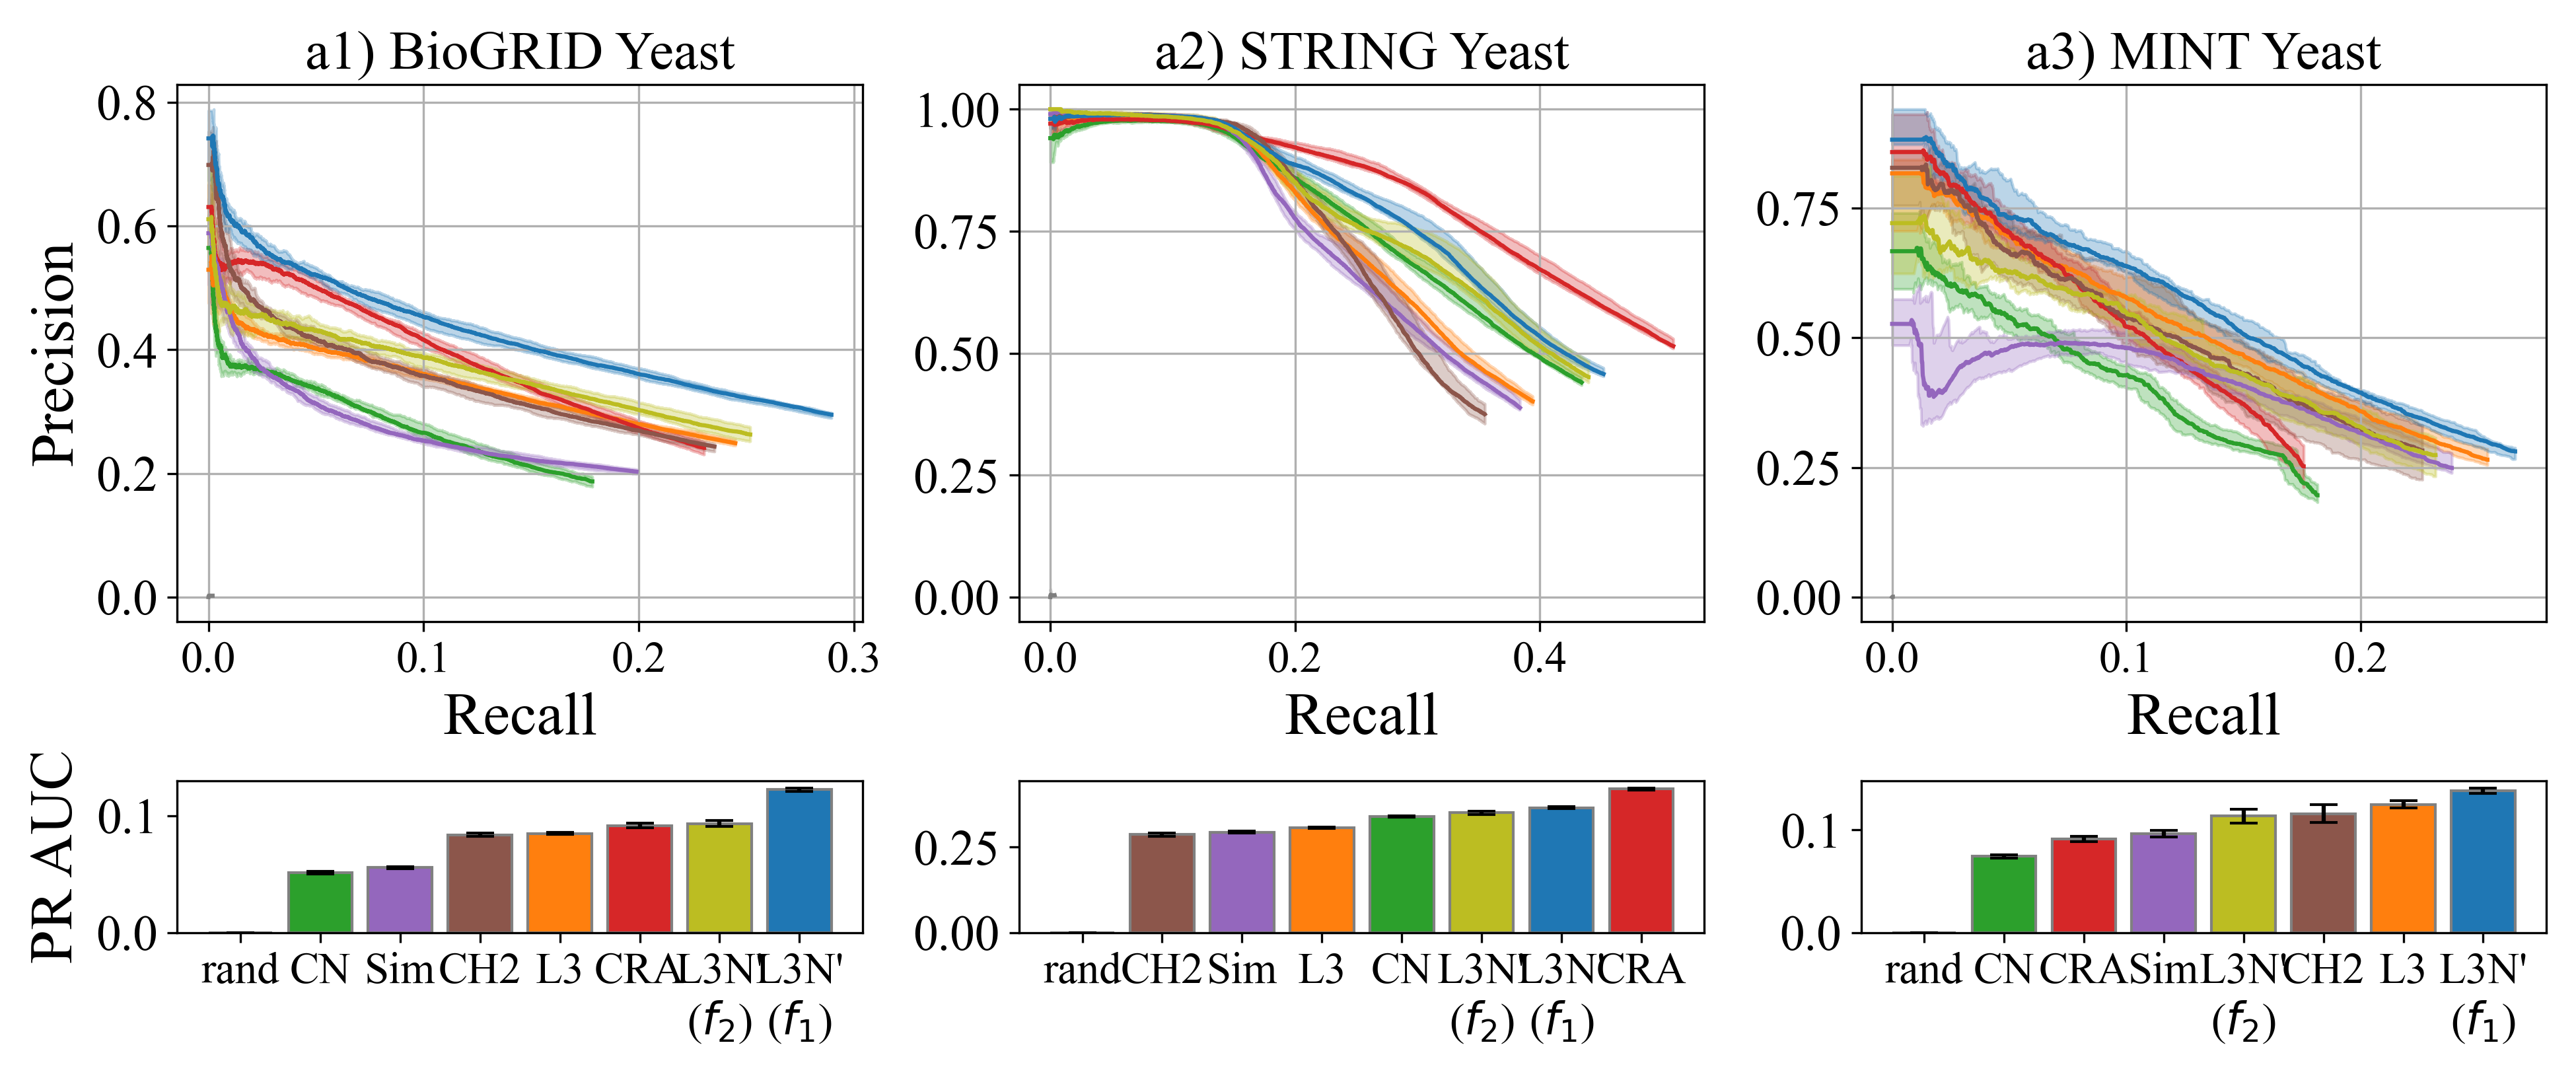 a1) BioGRID Yeast
a2) STRING Yeast
a3) MINT Yeast
Precision
0.8
0.6
0.4
0.2
0.0
0.0 0.1 0.2 0.3
Recall
1.00
0.75
0.50
0.25
0.00
0.0 0.2 0.4
Recall
0.75
0.50
0.25
0.00
0.0 0.1 0.2
Recall
PR AUC
0.1
0.0
rand CN Sim CH2 L3 CRA L3N' L3N'
(f2) (f1)
0.25
0.00
rand CH2 Sim L3 CN L3N' L3N' CRA
(f2) (f1)
0.1
0.0
rand CN CRA Sim L3N' CH2 L3 L3N'
(f2) (f1)